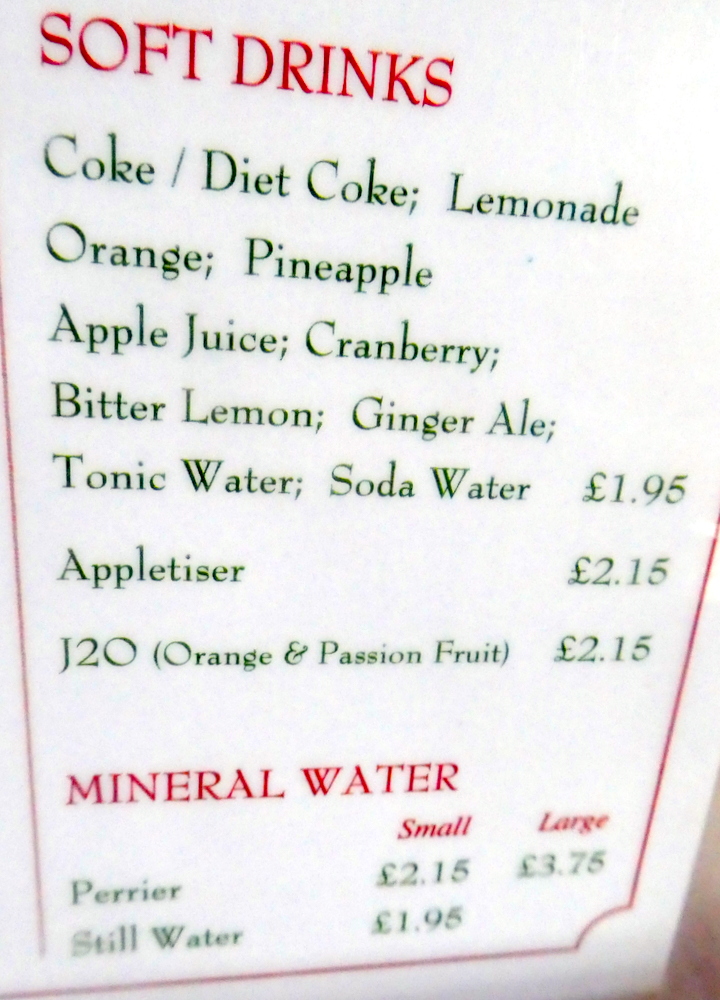 SOFT DRINKS
Coke / Diet Coke; Lemonade
Orange; Pineapple
Apple Juice; Cranberry;
Bitter Lemon; Ginger Ale;
Tonic Water; Soda Water £1.95
Appletiser £2.15
J2O (Orange & Passion Fruit) £2.15
MINERAL WATER
Small Large
Perrier £2.15 £3.75
Still Water £1.95